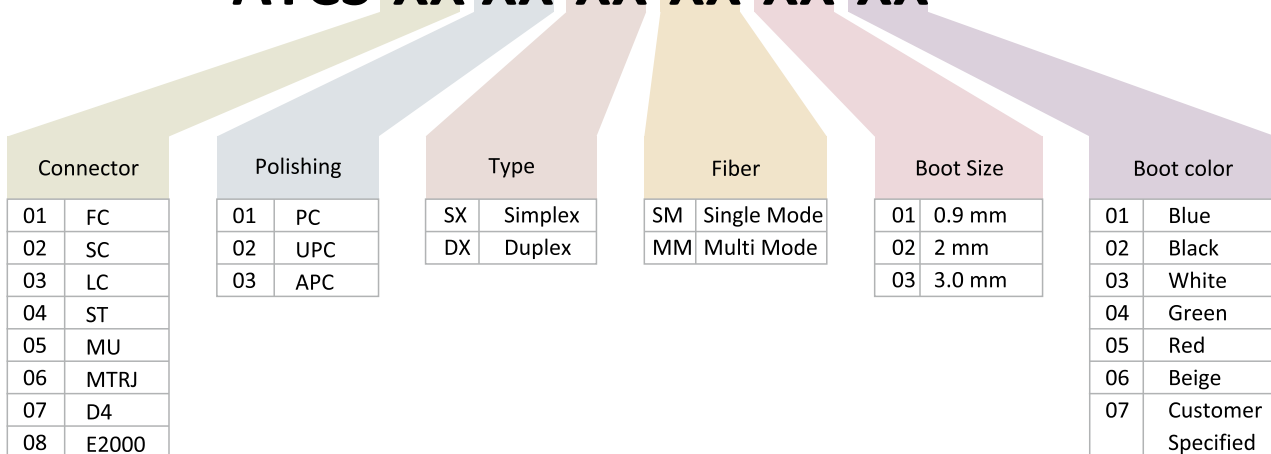 Connector Polishing Type Fiber Boot Size Boot color
01 FC 01 PC SX Simplex SM Single Mode 01 0.9 mm 01 Blue
02 SC 02 UPC DX Duplex MM Multi Mode 02 2 mm 02 Black
03 LC 03 APC 03 3.0 mm 03 White
04 ST 04 Green
05 MU 05 Red
06 MTRJ 06 Beige
07 D4 07 Customer
08 E2000 Specified